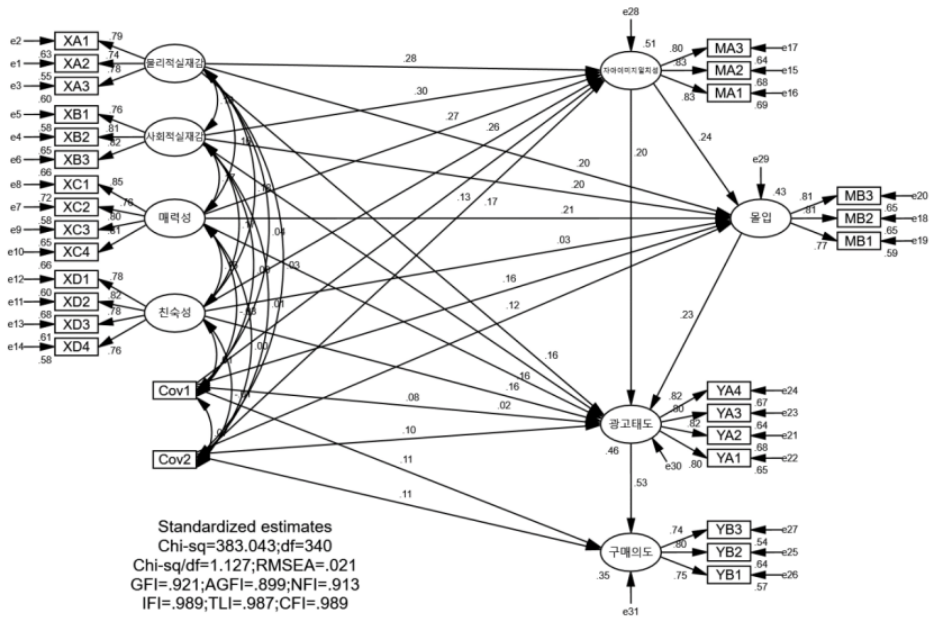 e28
.51
e2
XA1
.79
.63
e1
XA2
.74
물리적실재감
.28
자아이미지일치성
.80
MA3
e17
.64
.55
e3
XA3
.78
.83
MA2
e15
.68
.60
.30
.83
MA1
e16
.69
e5
XB1
.76
.27
.26
.58
e4
XB2
.81
사회적실재감
.24
.65
e6
XB3
.82
.20
.20
e29
.66
.13
.20
.43
e8
XC1
.85
.17
.81
MB3
e20
.72
e7
XC2
.21
몰입
.81
.65
MB2
e18
.58
e9
XC3
.80
매력성
.04
.03
.65
.65
e10
XC4
.77
MB1
e19
.59
.66
.03
e12
XD1
.78
.16
.60
e11
XD2
.82
친숙성
.01
.12
.68
e13
XD3
.78
.23
.61
e14
XD4
.76
.00
.58
.16
.16
Cov1
.16
.08
.02
.82
YA4
e24
.67
YA3
e23
.64
광고태도
.82
YA2
e21
.68
.10
.46
Cov2
.80
YA1
e22
.65
.11
e30
.11
.53
.74
YB3
e27
.54
구매의도
.80
YB2
e25
.64
.35
.75
YB1
e26
.57
e31
Standardized estimates
Chi-sq=383.043;df=340
Chi-sq/df=1.127;RMSEA=.021
GFI=.921;AGFI=.899;NFI=.913
IFI=.989;TLI=.987;CFI=.989